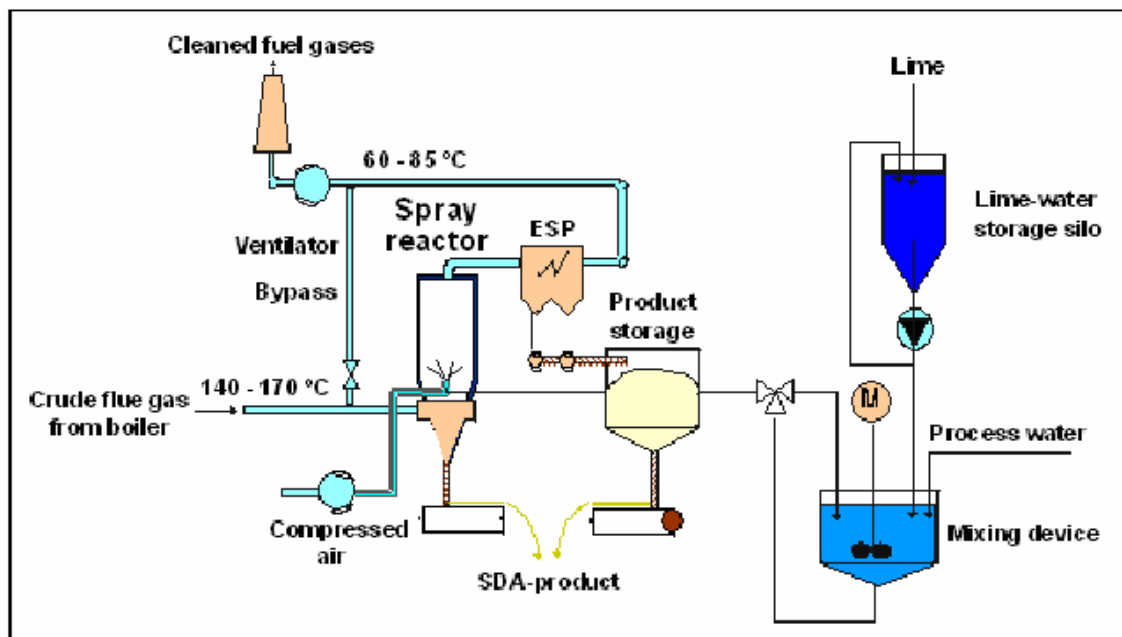 Cleaned fuel gases
Lime
60 - 85 °C
Spray
reactor
ESP
Lime-water
storage silo
Ventilator
Bypass
Product
storage
140 - 170 °C
Crude flue gas
from boiler
M
Process water
Compressed
air
Mixing device
SDA-product